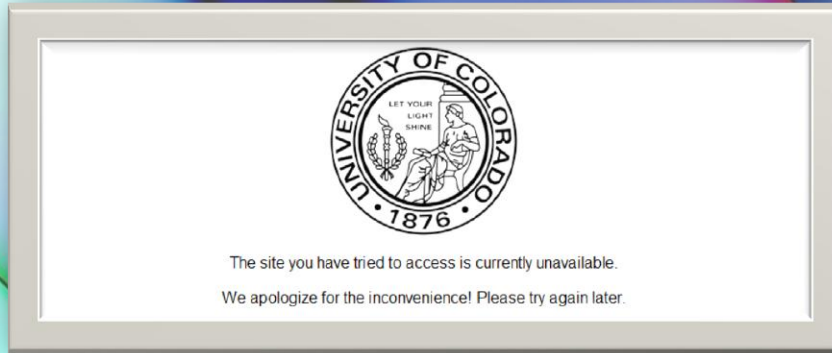 UNIVERSITY OF COLORADO
LET YOUR
LIGHT
SHINE
• 1876 •
The site you have tried to access is currently unavailable.
We apologize for the inconvenience! Please try again later.